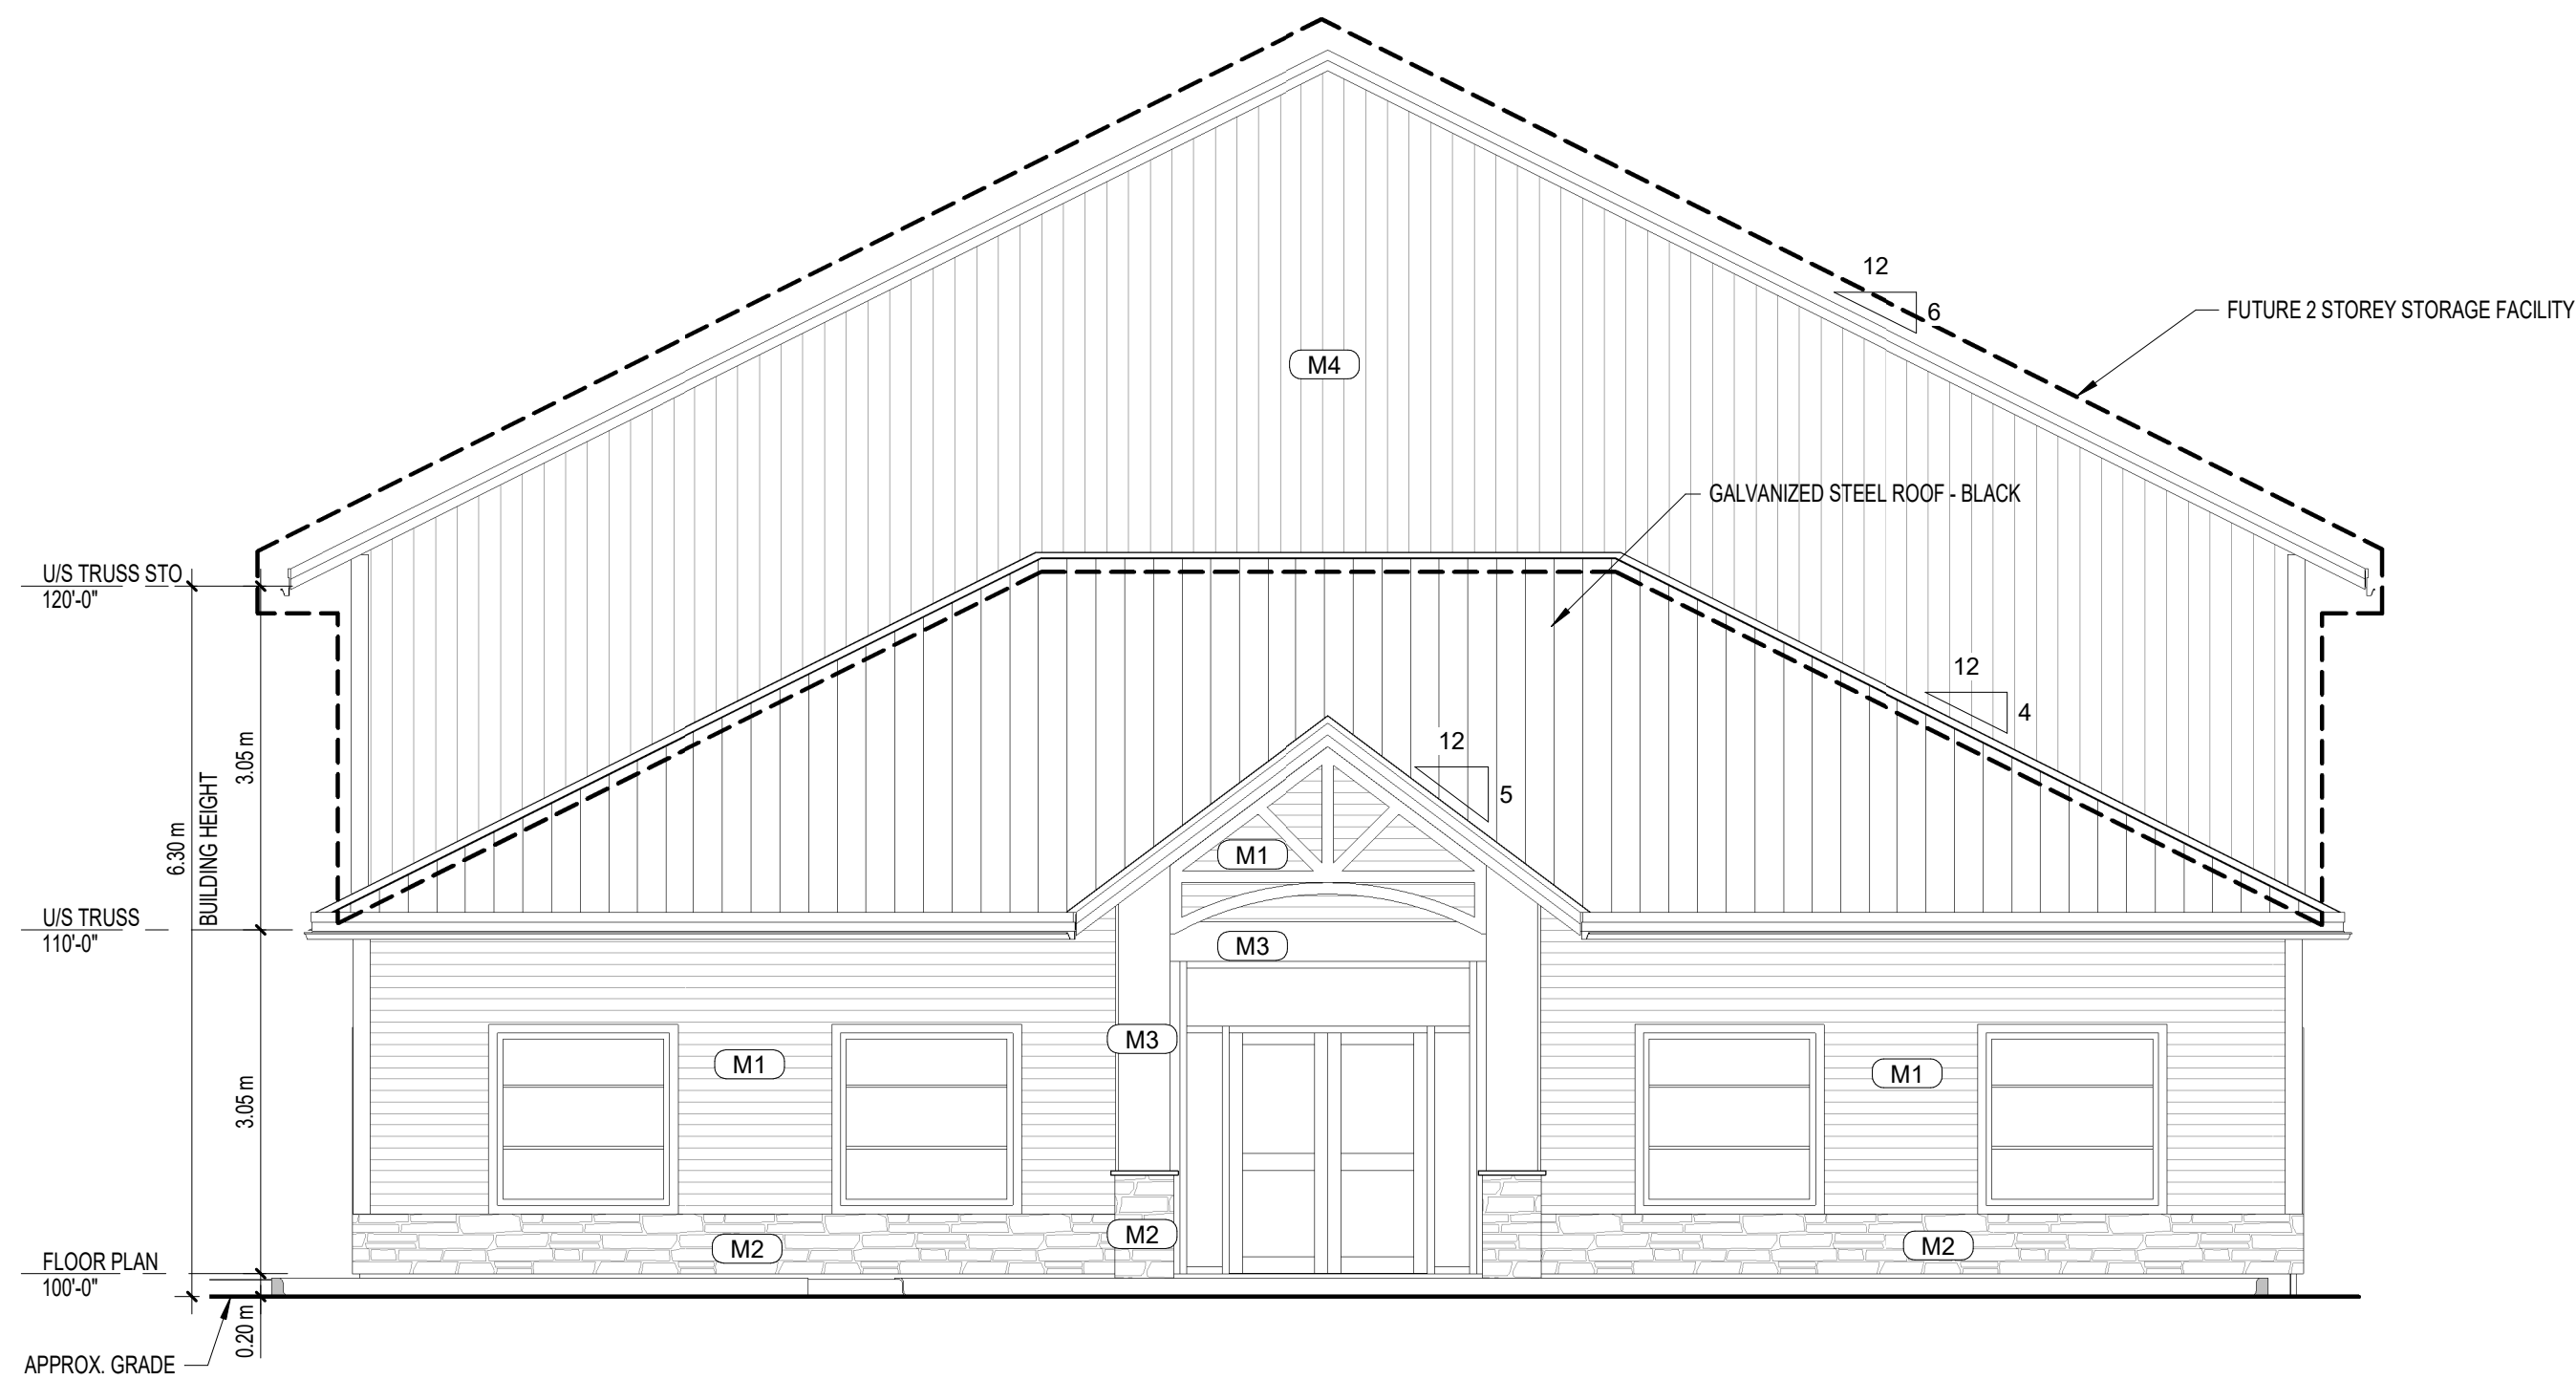 12
6
FUTURE 2 STOREY STORAGE FACILITY
M4
GALVANIZED STEEL ROOF - BLACK
U/S TRUSS STO
120'-0"
12
4
12
5
3.05 m
BUILDING HEIGHT
6.30 m
M1
U/S TRUSS
110'-0"
M3
M3
M1
M1
3.05 m
M2
M2
M2
FLOOR PLAN
100'-0"
0.20 m
APPROX. GRADE